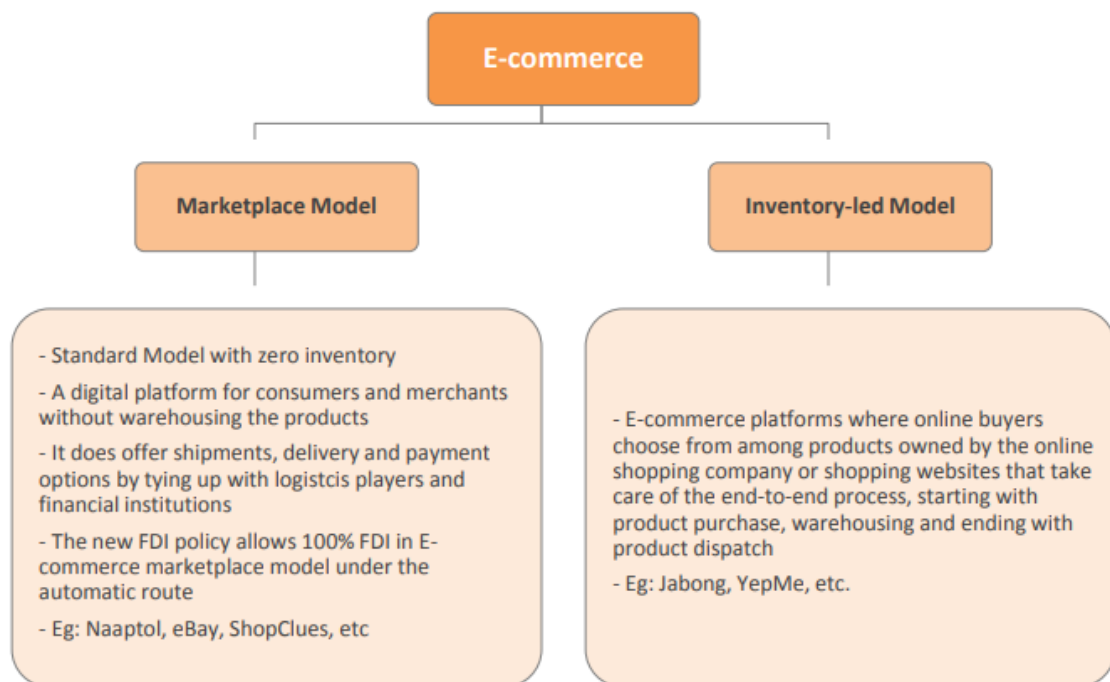 E-commerce
Marketplace Model
Inventory-led Model
- Standard Model with zero inventory
- A digital platform for consumers and merchants
without warehousing the products
- It does offer shipments, delivery and payment
options by tying up with logistcis players and
financial institutions
- The new FDI policy allows 100% FDI in E-
commerce marketplace model under the
automatic route
- Eg: Naaptol, eBay, ShopClues, etc
- E-commerce platforms where online buyers
choose from among products owned by the online
shopping company or shopping websites that take
care of the end-to-end process, starting with
product purchase, warehousing and ending with
product dispatch
- Eg: Jabong, YepMe, etc.